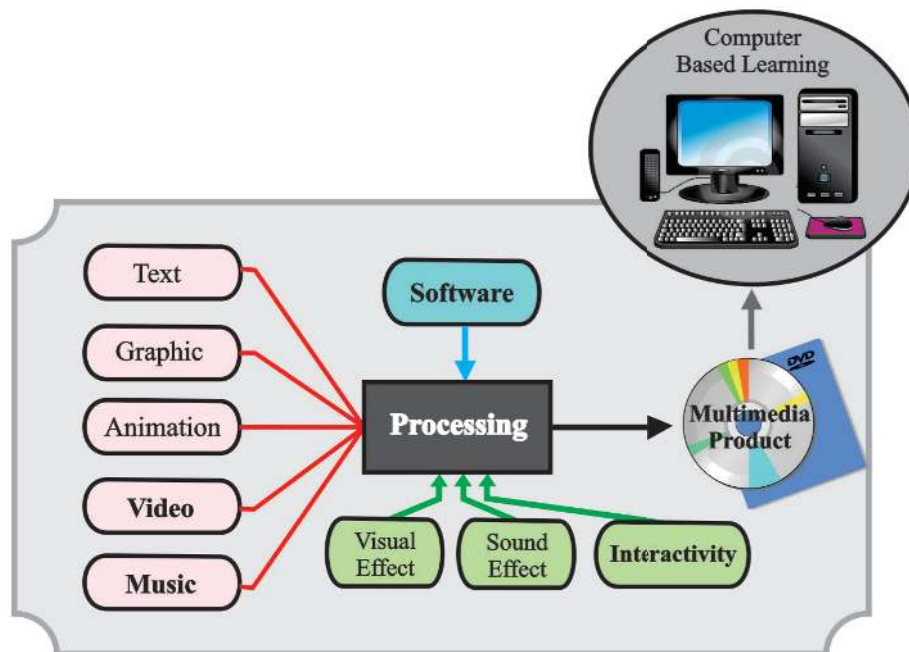 Computer
Based Learning
Text
Graphic
Animation
Video
Music
Software
Processing
Visual
Effect
Sound
Effect
Interactivity
DVD
Multimedia
Product